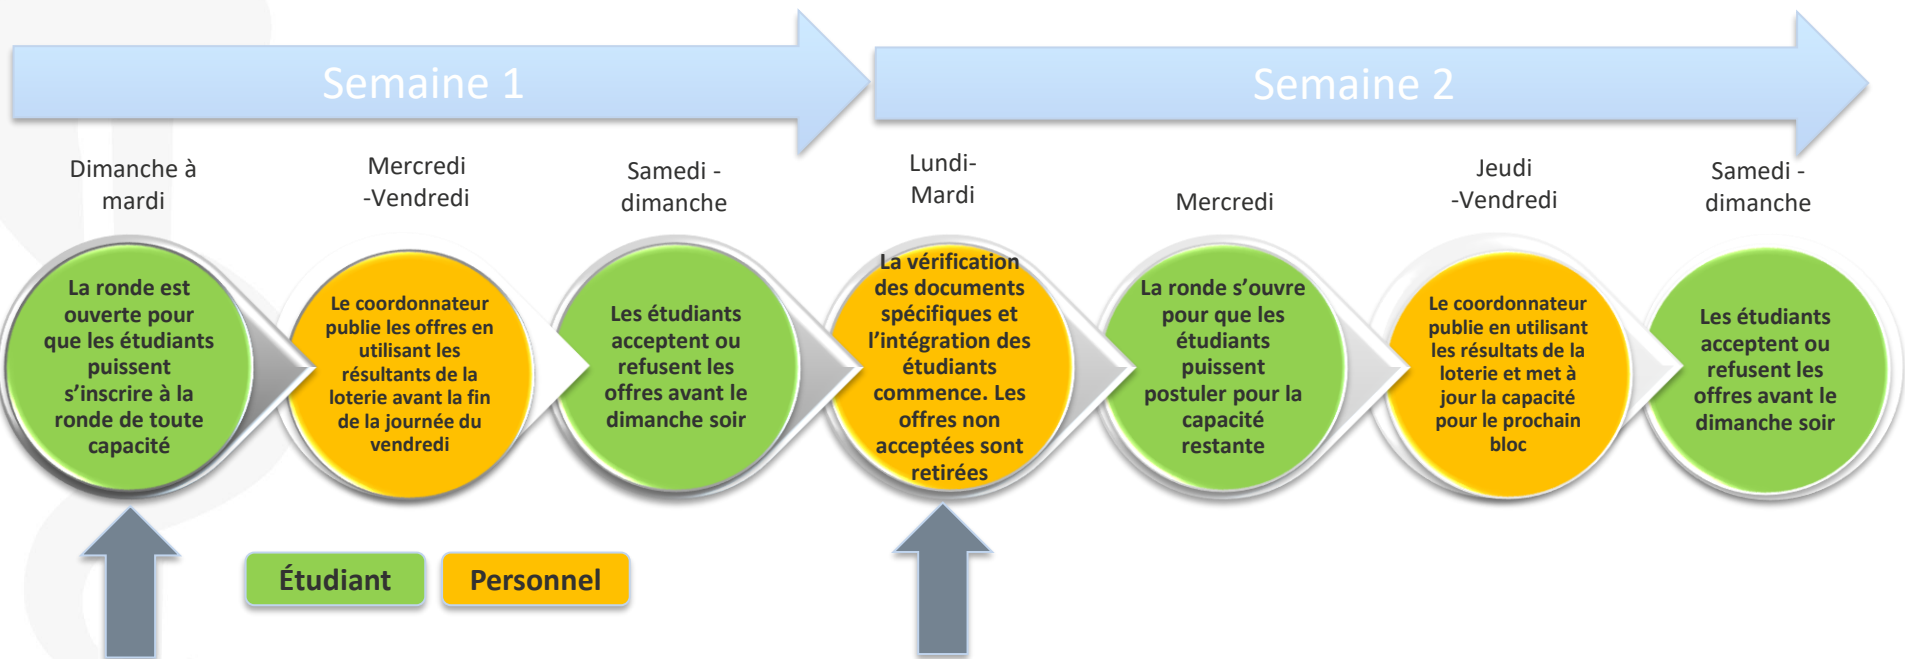 Semaine 1
Semaine 2
Dimanche à
mardi
Mercredi
-Vendredi
Samedi -
dimanche
Lundi-
Mardi
Mercredi
Jeudi
-Vendredi
Samedi -
dimanche
La ronde est
ouverte pour
que les étudiants
puissent
s’inscrire à la
ronde de toute
capacité
Le coordonnateur
publie les offres en
utilisant les
résultants de la
loterie avant la fin
de la journée du
vendredi
Les étudiants
acceptent ou
refusent les
offres avant le
dimanche soir
La vérification
des documents
spécifiques et
l’intégration des
étudiants
commence. Les
offres non
acceptées sont
retirées
La ronde s’ouvre
pour que les
étudiants
puissent
postuler pour la
capacité
restante
Le coordonnateur
publie en utilisant
les résultats de la
loterie et met à
jour la capacité
pour le prochain
bloc
Les étudiants
acceptent ou
refusent les
offres avant le
dimanche soir
Étudiant
Personnel